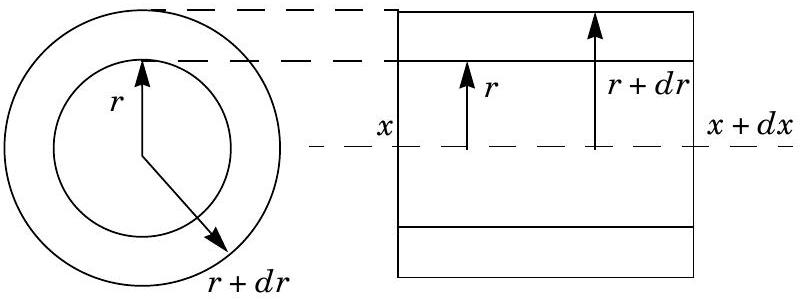 r
r + dr
x
r
r + dr
x + dx